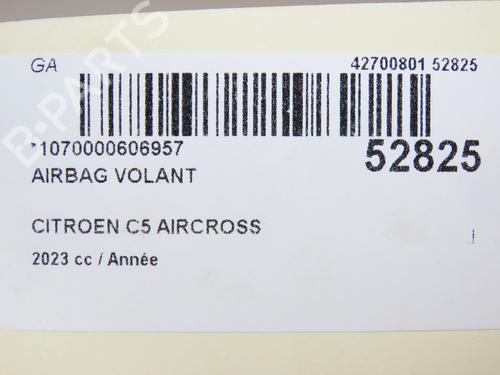 GA 42700801 52825
*1070000606957 52825
AIRBAG VOLANT
CITROEN C5 AIRCROSS
2023 cc / Année
B-PARTS